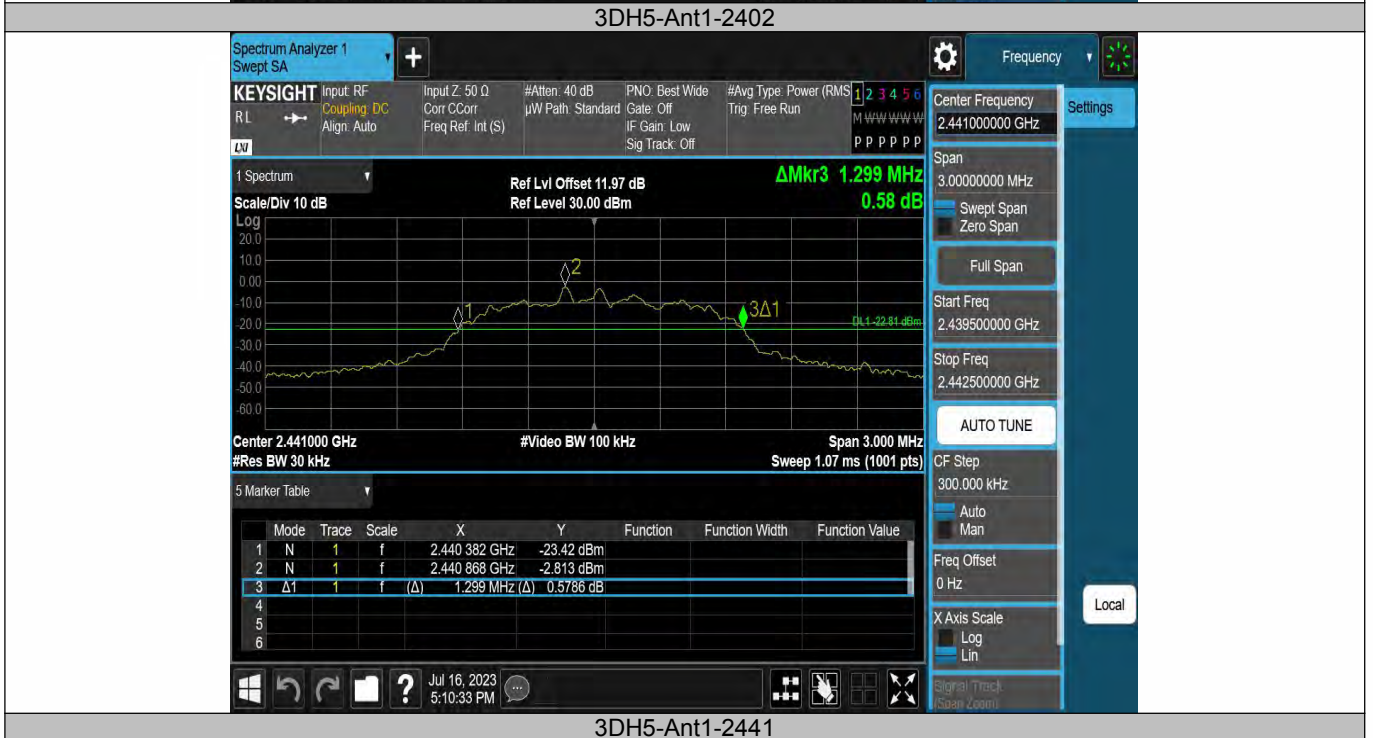 3DH5-Ant1-2402
Spectrum Analyzer 1
Swept SA
+
Frequency
KEYSIGHT
RL
LXI
Input: RF
Coupling: DC
Align: Auto
Input Z: 50 Ω
Corr CCorr
Freq Ref: Int (S)
#Atten: 40 dB
µW Path: Standard
PNO: Best Wide
Gate: Off
IF Gain: Low
Sig Track: Off
#Avg Type: Power (RMS
Trig: Free Run
1 2 3 4 5 6
M W W W W W
P P P P P P
1 Spectrum
Scale/Div 10 dB
Ref Lvl Offset 11.97 dB
Ref Level 30.00 dBm
ΔMkr3 1.299 MHz
0.58 dB
Log
20.0
10.0
0.00
-10.0
-20.0
-30.0
-40.0
-50.0
-60.0
1
2
3Δ1
DL1 -22.81 dBm
Center 2.441000 GHz
#Video BW 100 kHz
Span 3.000 MHz
#Res BW 30 kHz
Sweep 1.07 ms (1001 pts)
5 Marker Table
Mode Trace Scale X Y Function Function Width Function Value
1 N 1 f 2.440 382 GHz -23.42 dBm
2 N 1 f 2.440 868 GHz -2.813 dBm
3 Δ1 1 f (Δ) 1.299 MHz (Δ) 0.5786 dB
4
5
6
Jul 16, 2023
5:10:33 PM
?
Center Frequency
2.441000000 GHz
Settings
Span
3.00000000 MHz
Swept Span
Zero Span
Full Span
Start Freq
2.439500000 GHz
Stop Freq
2.442500000 GHz
AUTO TUNE
CF Step
300.000 kHz
Auto
Man
Freq Offset
0 Hz
X Axis Scale
Log
Lin
Signal Track
(Span Zoom)
Local
3DH5-Ant1-2441